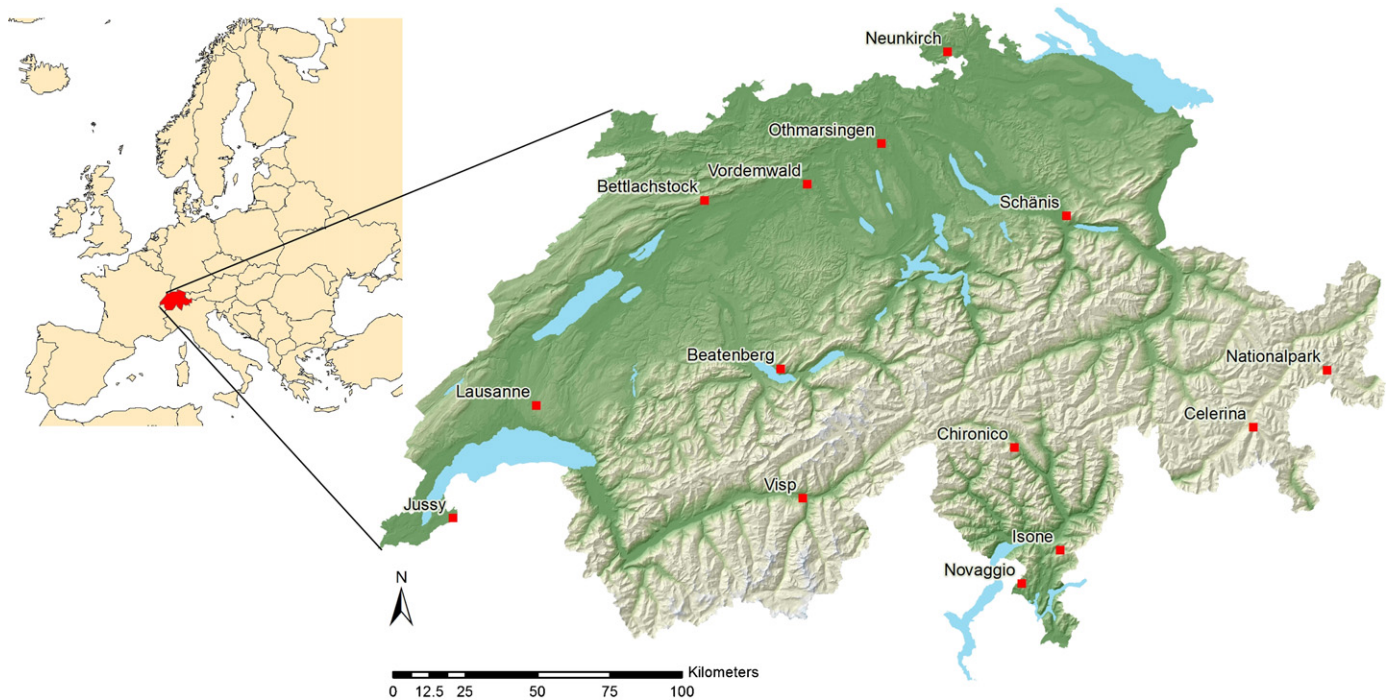 Neunkirch
Othmarsingen
Vordemwald
Bettlachstock
Schänis
Beatenberg
Nationalpark
Lausanne
Celerina
Chironico
Visp
Jussy
Isone
Novaggio
N
Kilometers
0 12.5 25 50 75 100